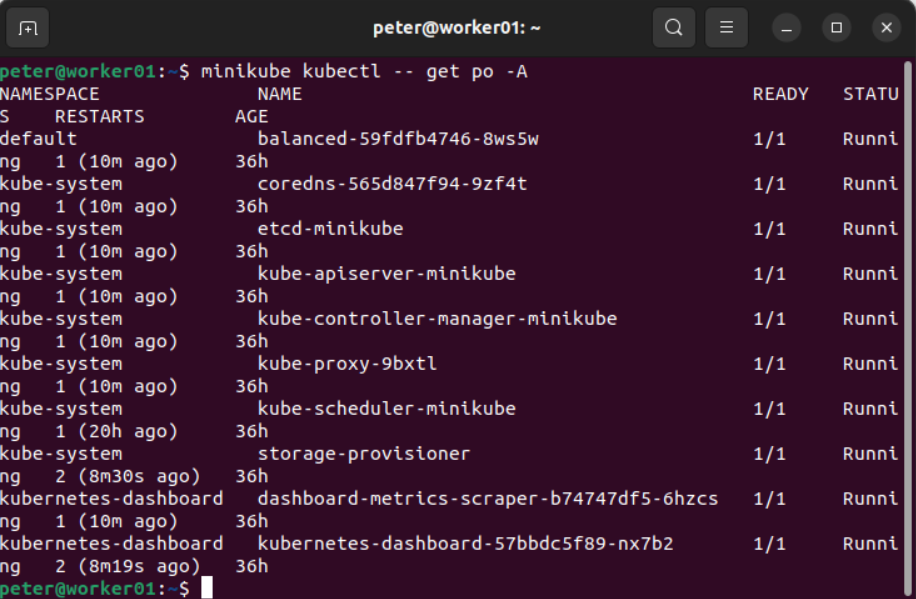 peter@worker01: ~
peter@worker01:~$ minikube kubectl -- get po -A
NAMESPACE              NAME                                        READY   STATU
S    RESTARTS        AGE
default                balanced-59fdfb4746-8ws5w                   1/1     Runni
ng   1 (10m ago)     36h
kube-system            coredns-565d847f94-9zf4t                    1/1     Runni
ng   1 (10m ago)     36h
kube-system            etcd-minikube                               1/1     Runni
ng   1 (10m ago)     36h
kube-system            kube-apiserver-minikube                     1/1     Runni
ng   1 (10m ago)     36h
kube-system            kube-controller-manager-minikube            1/1     Runni
ng   1 (10m ago)     36h
kube-system            kube-proxy-9bxtl                            1/1     Runni
ng   1 (10m ago)     36h
kube-system            kube-scheduler-minikube                     1/1     Runni
ng   1 (20h ago)     36h
kube-system            storage-provisioner                         1/1     Runni
ng   2 (8m30s ago)   36h
kubernetes-dashboard   dashboard-metrics-scraper-b74747df5-6hzcs   1/1     Runni
ng   1 (10m ago)     36h
kubernetes-dashboard   kubernetes-dashboard-57bbdc5f89-nx7b2       1/1     Runni
ng   2 (8m19s ago)   36h
peter@worker01:~$